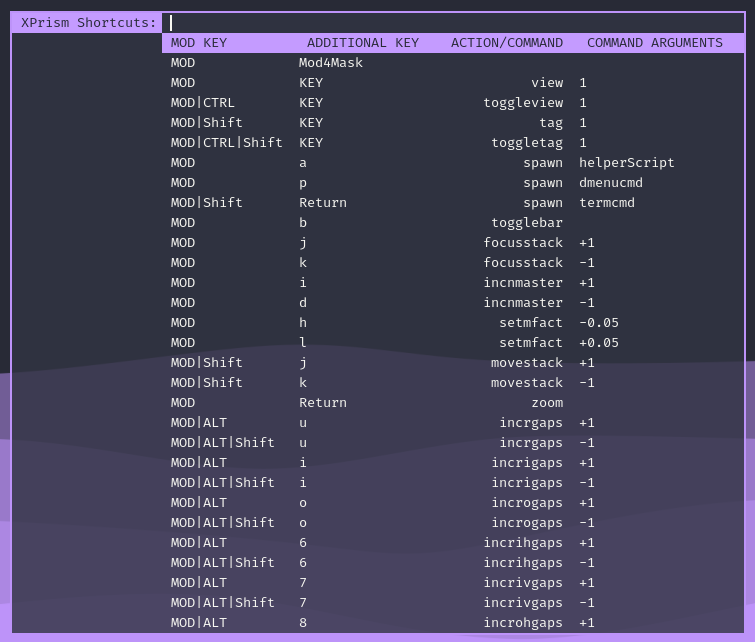 XPrism Shortcuts:
MOD KEY ADDITIONAL KEY ACTION/COMMAND COMMAND ARGUMENTS
MOD Mod4Mask
MOD KEY view 1
MOD|CTRL KEY toggleview 1
MOD|Shift KEY tag 1
MOD|CTRL|Shift KEY toggletag 1
MOD a spawn helperScript
MOD p spawn dmenucmd
MOD|Shift Return spawn termcmd
MOD b togglebar
MOD j focusstack +1
MOD k focusstack -1
MOD i incnmaster +1
MOD d incnmaster -1
MOD h setmfact -0.05
MOD l setmfact +0.05
MOD|Shift j movestack +1
MOD|Shift k movestack -1
MOD Return zoom
MOD|ALT u incrgaps +1
MOD|ALT|Shift u incrgaps -1
MOD|ALT i incrigaps +1
MOD|ALT|Shift i incrigaps -1
MOD|ALT o incrogaps +1
MOD|ALT|Shift o incrogaps -1
MOD|ALT 6 incrihgaps +1
MOD|ALT|Shift 6 incrihgaps -1
MOD|ALT 7 incrivgaps +1
MOD|ALT|Shift 7 incrivgaps -1
MOD|ALT 8 incrohgaps +1